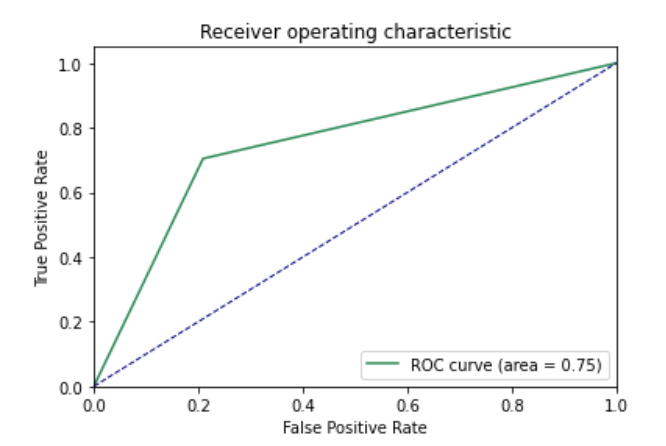 Receiver operating characteristic
1.0
0.8
0.6
0.4
0.2
0.0
True Positive Rate
ROC curve (area = 0.75)
0.0 0.2 0.4 0.6 0.8 1.0
False Positive Rate